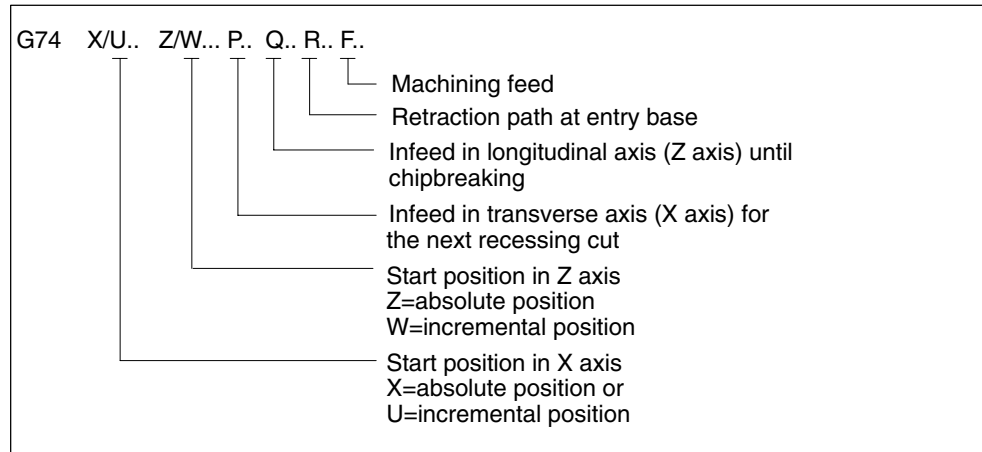 G74 X/U.. Z/W... P.. Q.. R.. F..
Machining feed
Retraction path at entry base
Infeed in longitudinal axis (Z axis) until
chipbreaking
Infeed in transverse axis (X axis) for
the next recessing cut
Start position in Z axis
Z=absolute position
W=incremental position
Start position in X axis
X=absolute position or
U=incremental position